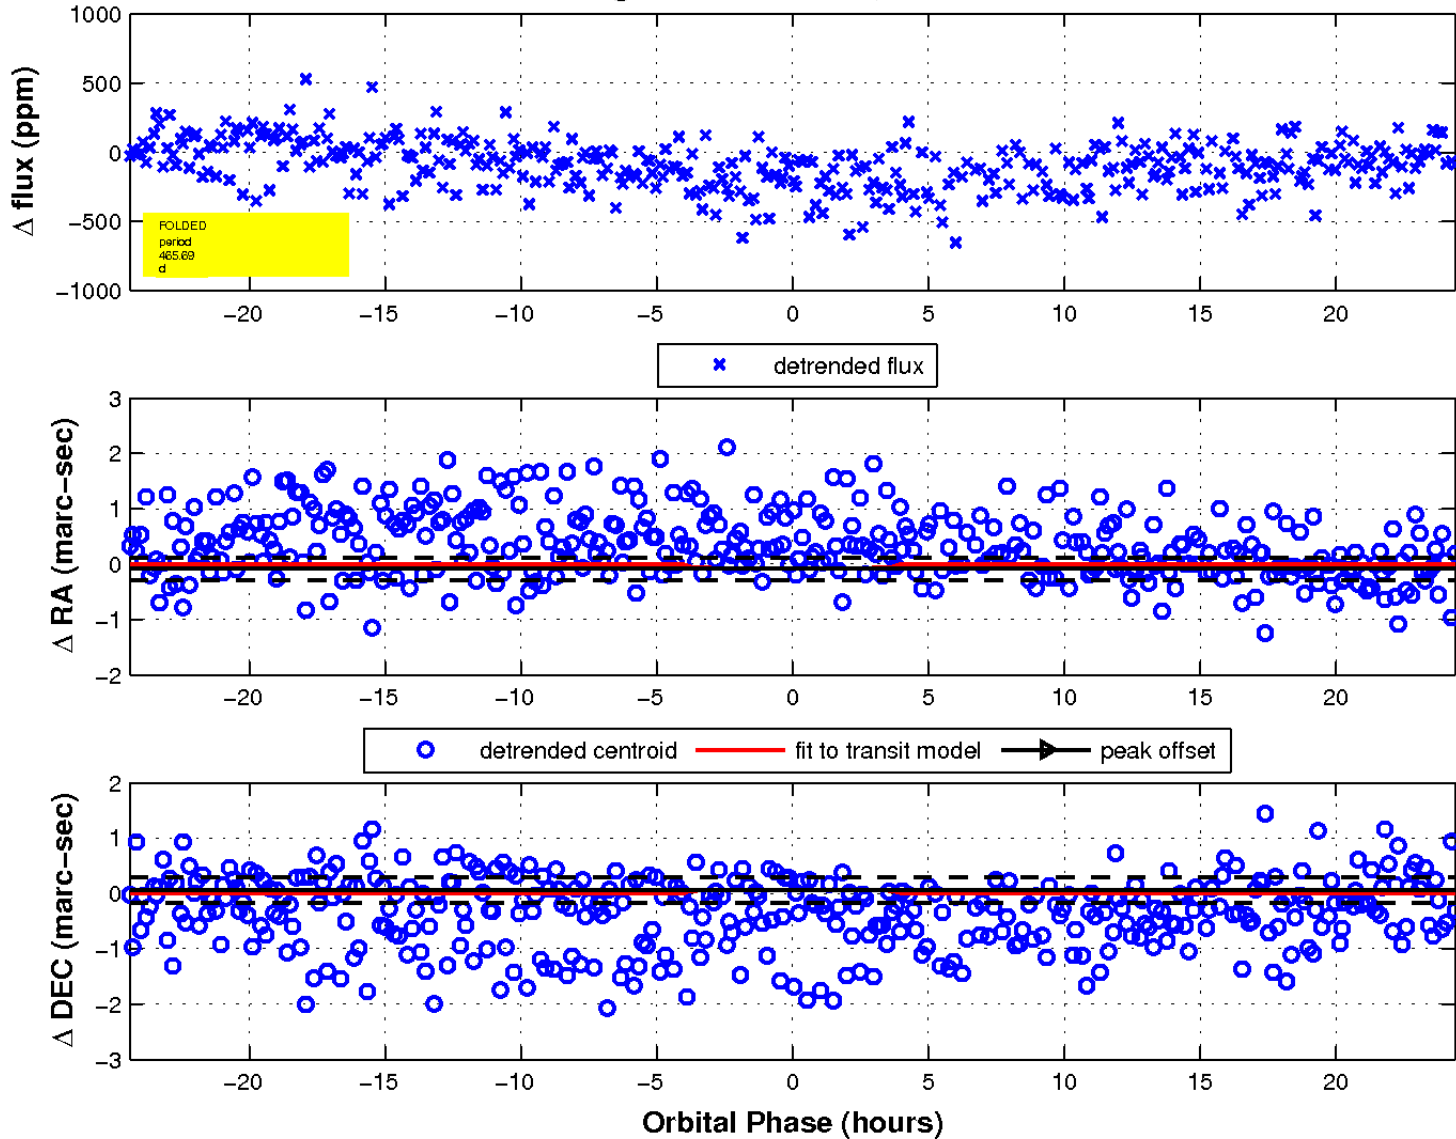 1000
500
0
−500
−1000
Δ flux (ppm)
FOLDED
period
465.69
d
−20 −15 −10 −5 0 5 10 15 20
detrended flux
3
2
1
0
−1
−2
Δ RA (marc−sec)
−20 −15 −10 −5 0 5 10 15 20
detrended centroid fit to transit model peak offset
2
1
0
−1
−2
−3
Δ DEC (marc−sec)
−20 −15 −10 −5 0 5 10 15 20
Orbital Phase (hours)